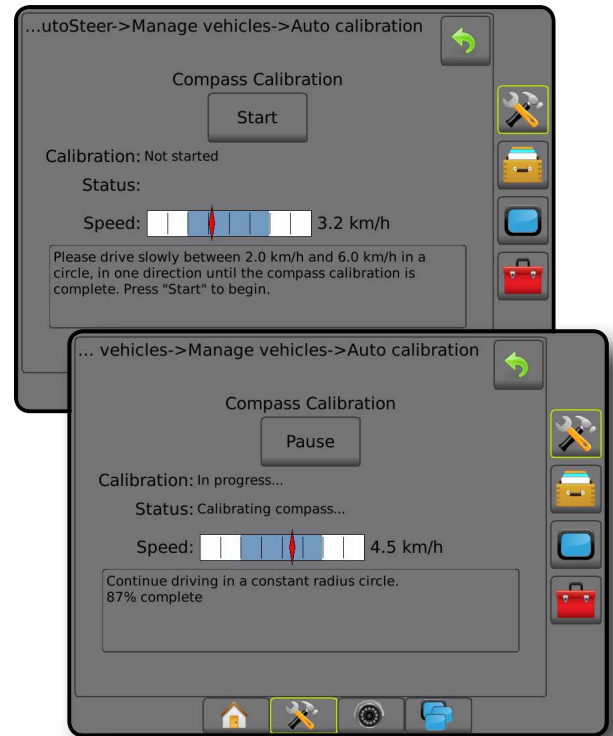 ...utoSteer->Manage vehicles->Auto calibration
Compass Calibration
Start
Calibration: Not started
Status:
Speed: 3.2 km/h
Please drive slowly between 2.0 km/h and 6.0 km/h in a
circle, in one direction until the compass calibration is
complete. Press "Start" to begin.
... vehicles->Manage vehicles->Auto calibration
Compass Calibration
Pause
Calibration: In progress...
Status: Calibrating compass...
Speed: 4.5 km/h
Continue driving in a constant radius circle.
87% complete